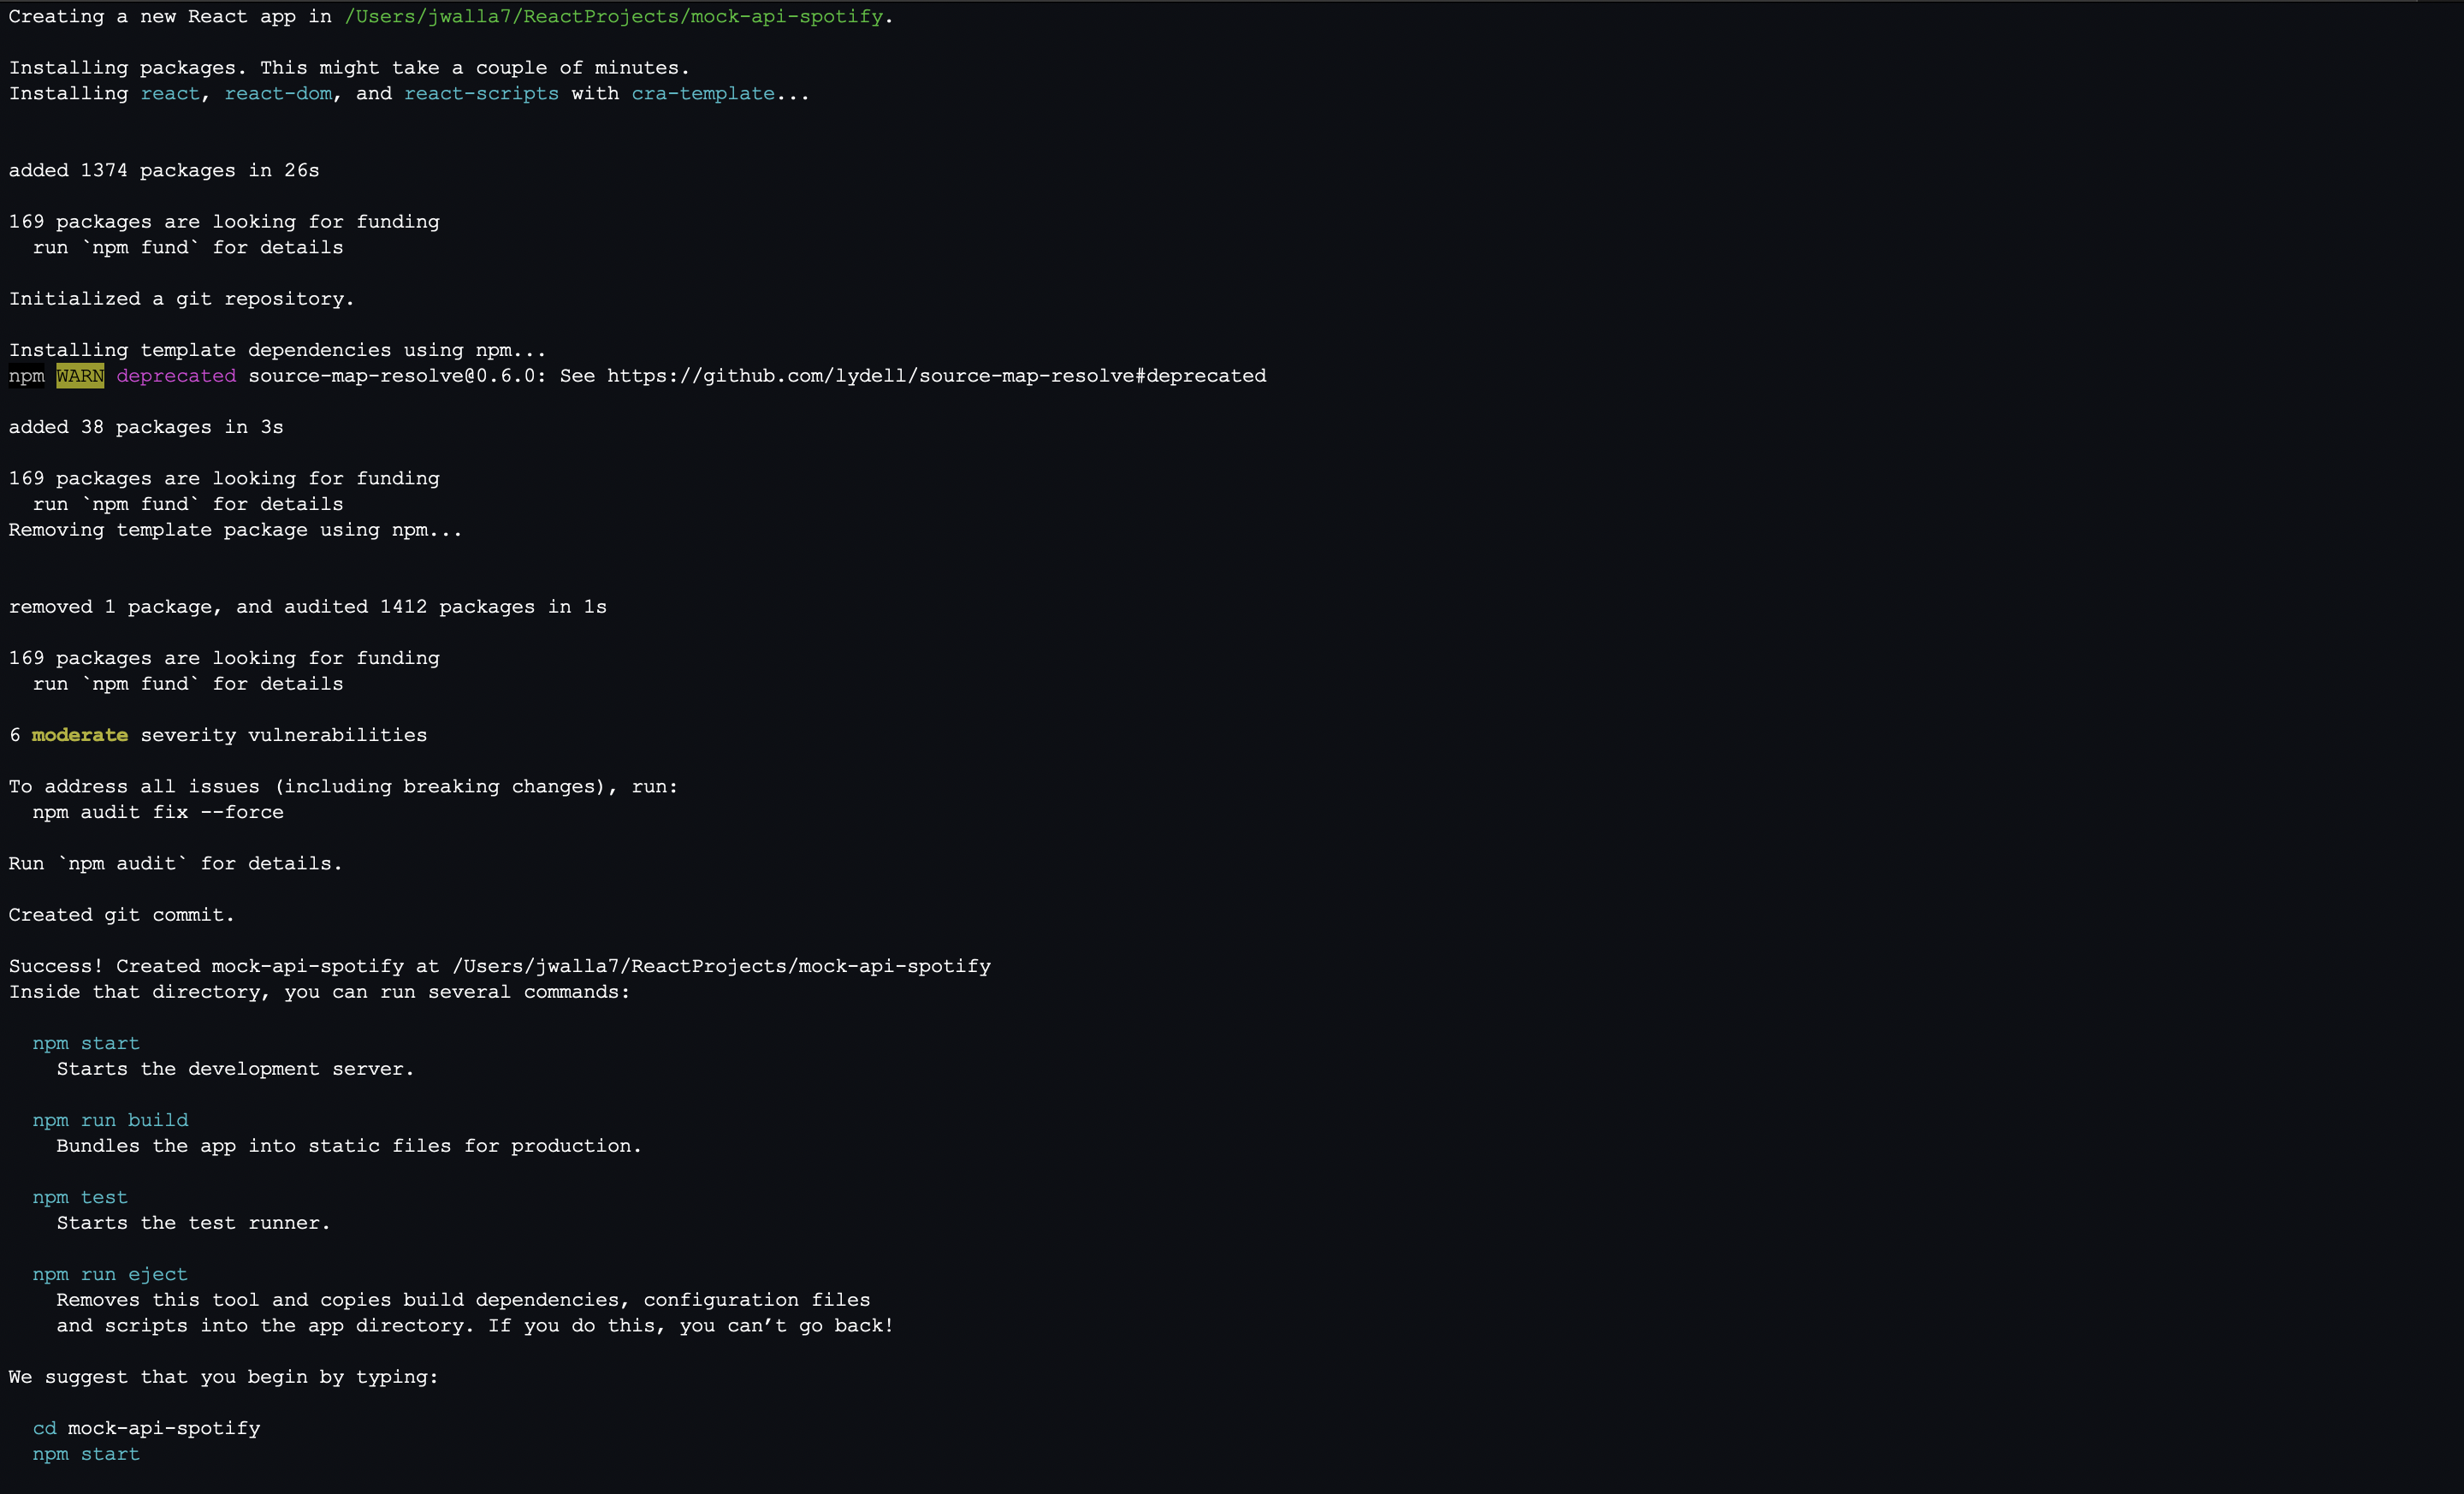 Creating a new React app in /Users/jwalla7/ReactProjects/mock-api-spotify.
Installing packages. This might take a couple of minutes.
Installing react, react-dom, and react-scripts with cra-template...
added 1374 packages in 26s
169 packages are looking for funding
  run `npm fund` for details
Initialized a git repository.
Installing template dependencies using npm...
npm WARN deprecated source-map-resolve@0.6.0: See https://github.com/lydell/source-map-resolve#deprecated
added 38 packages in 3s
169 packages are looking for funding
  run `npm fund` for details
Removing template package using npm...
removed 1 package, and audited 1412 packages in 1s
169 packages are looking for funding
  run `npm fund` for details
6 moderate severity vulnerabilities
To address all issues (including breaking changes), run:
  npm audit fix --force
Run `npm audit` for details.
Created git commit.
Success! Created mock-api-spotify at /Users/jwalla7/ReactProjects/mock-api-spotify
Inside that directory, you can run several commands:
  npm start
    Starts the development server.
  npm run build
    Bundles the app into static files for production.
  npm test
    Starts the test runner.
  npm run eject
    Removes this tool and copies build dependencies, configuration files
    and scripts into the app directory. If you do this, you can’t go back!
We suggest that you begin by typing:
  cd mock-api-spotify
  npm start